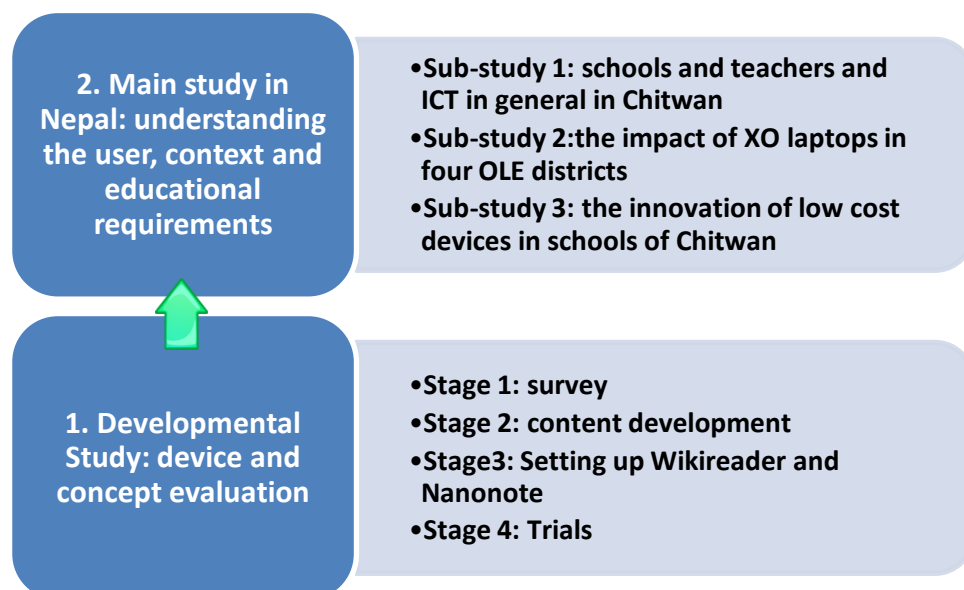 2. Main study in
Nepal: understanding
the user, context and
educational
requirements
•Sub-study 1: schools and teachers and
ICT in general in Chitwan
•Sub-study 2:the impact of XO laptops in
four OLE districts
•Sub-study 3: the innovation of low cost
devices in schools of Chitwan
1. Developmental
Study: device and
concept evaluation
•Stage 1: survey
•Stage 2: content development
•Stage3: Setting up Wikireader and
Nanonote
•Stage 4: Trials